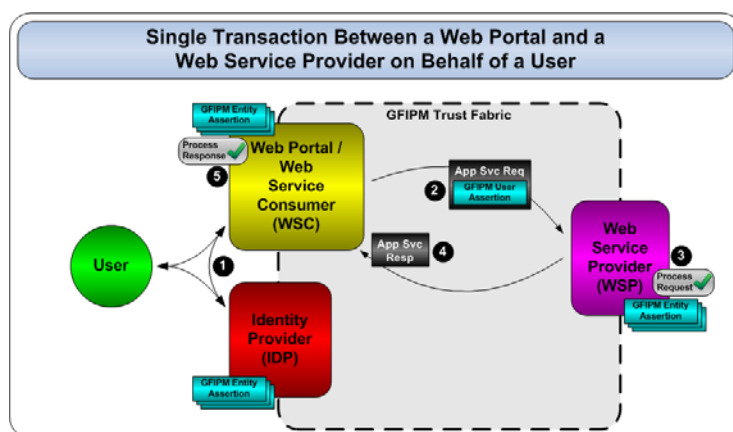 Single Transaction Between a Web Portal and a
Web Service Provider on Behalf of a User
GFIPM Entity
Assertion
GFIPM Trust Fabric
Process
Response
5
Web Portal /
Web
Service
Consumer
(WSC)
App Svc Req
2
GFIPM User
Assertion
App Svc
Resp
4
Web
Service
Provider
(WSP)
3
Process
Request
GFIPM Entity
Assertion
User
1
Identity
Provider
(IDP)
GFIPM Entity
Assertion